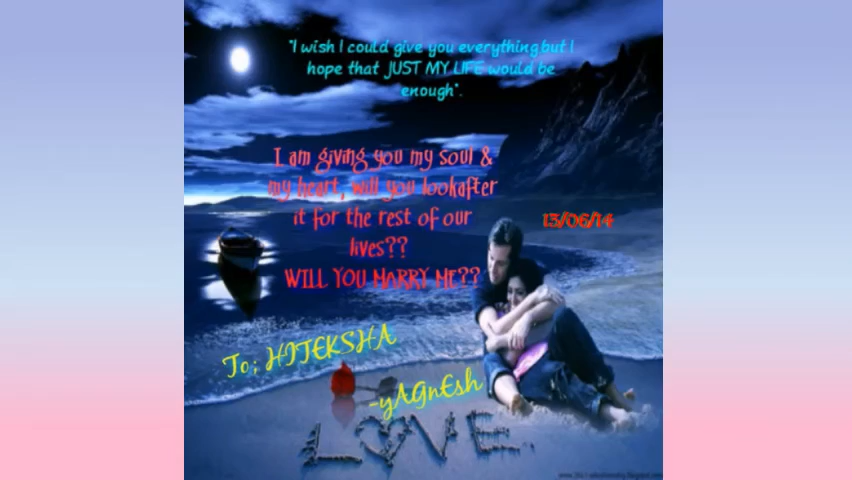 "I wish I could give you everything but I
hope that JUST MY LIFE would be
enough".
I am giving you my soul &
my heart, will you lookafter
it for the rest of our
lives??
WILL YOU MARRY ME??
13/06/14
To; HITEKSHA
-yAGnEsh
LOVE..